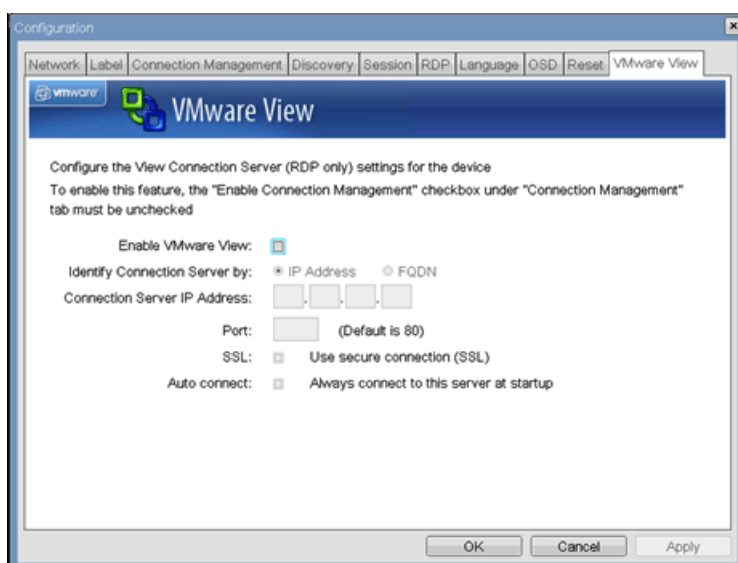 Configuration
Network Label Connection Management Discovery Session RDP Language OSD Reset VMware View
vmware
VMware View
Configure the View Connection Server (RDP only) settings for the device
To enable this feature, the "Enable Connection Management" checkbox under "Connection Management"
tab must be unchecked
Enable VMware View:
Identify Connection Server by: IP Address FQDN
Connection Server IP Address: . . .
Port: (Default is 80)
SSL: Use secure connection (SSL)
Auto connect: Always connect to this server at startup
OK Cancel Apply